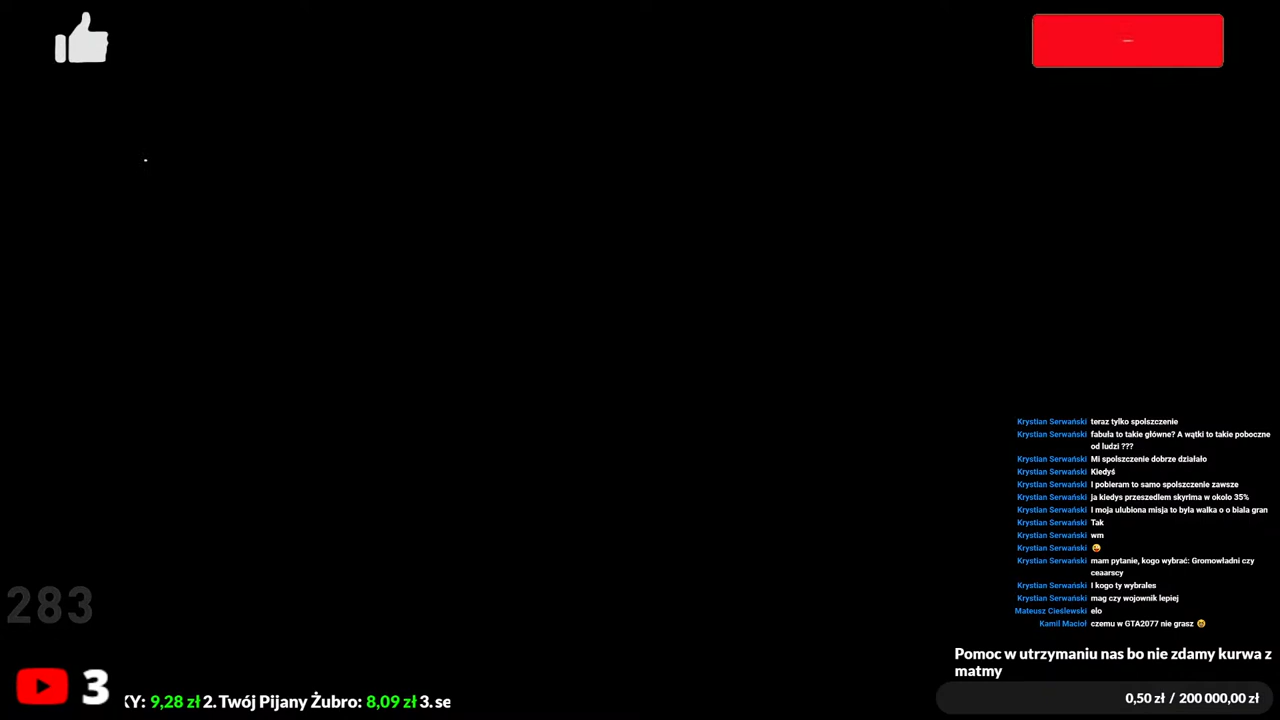 Krystian Serwański teraz tylko spolszczenie
Krystian Serwański fabuła to takie główne? A wątki to takie poboczne
od ludzi ???
Krystian Serwański Mi spolszczenie dobrze działało
Krystian Serwański Kiedyś
Krystian Serwański I pobieram to samo spolszczenie zawsze
Krystian Serwański ja kiedys przeszedlem skyrima w około 35%
Krystian Serwański I moja ulubiona misja to byla walka o o biala gran
Krystian Serwański Tak
Krystian Serwański wm
Krystian Serwański 😜
Krystian Serwański mam pytanie, kogo wybrać: Gromowładni czy
ceaarscy
Krystian Serwański I kogo ty wybrales
Krystian Serwański mag czy wojownik lepiej
Mateusz Cieślewski elo
Kamil Macioł czemu w GTA2077 nie grasz 🥹
283
Pomoc w utrzymaniu nas bo nie zdamy kurwa z
matmy
0,50 zł / 200 000,00 zł
3
Y: 9,28 zł 2. Twój Pijany Żubro: 8,09 zł 3. se